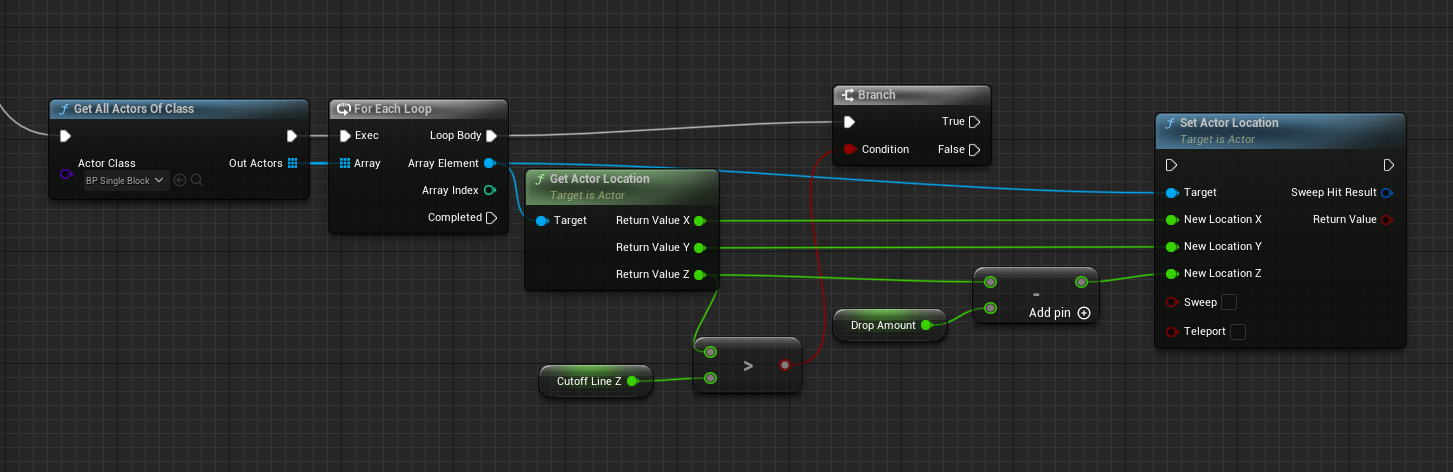 Get All Actors Of Class
Actor Class
BP Single Block
Out Actors
For Each Loop
Exec
Loop Body
Array
Array Element
Array Index
Completed
Get Actor Location
Target is Actor
Target
Return Value X
Return Value Y
Return Value Z
Cutoff Line Z
>
Branch
True
Condition
False
Drop Amount
-
Add pin
Set Actor Location
Target is Actor
Target
Sweep Hit Result
New Location X
Return Value
New Location Y
New Location Z
Sweep
Teleport